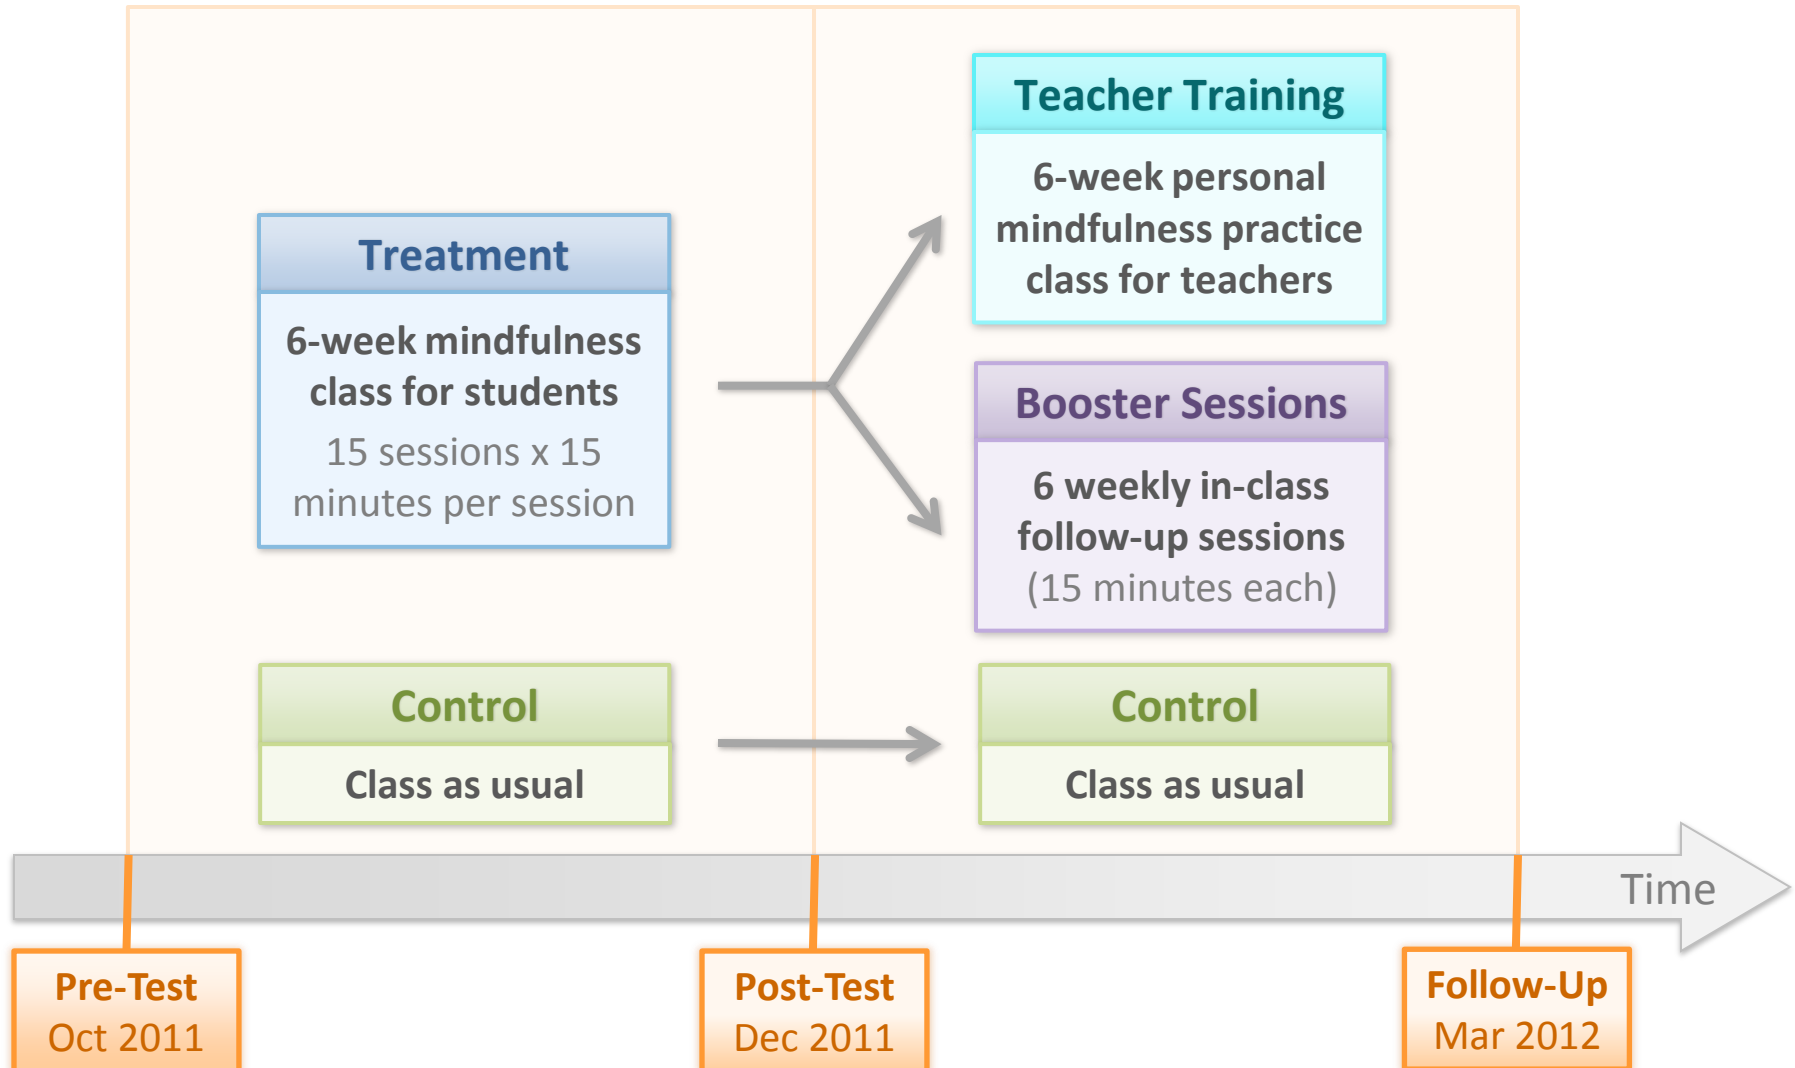 Treatment
6-week mindfulness
class for students
15 sessions x 15
minutes per session
Control
Class as usual
Teacher Training
6-week personal
mindfulness practice
class for teachers
Booster Sessions
6 weekly in-class
follow-up sessions
(15 minutes each)
Control
Class as usual
Time
Pre-Test
Oct 2011
Post-Test
Dec 2011
Follow-Up
Mar 2012